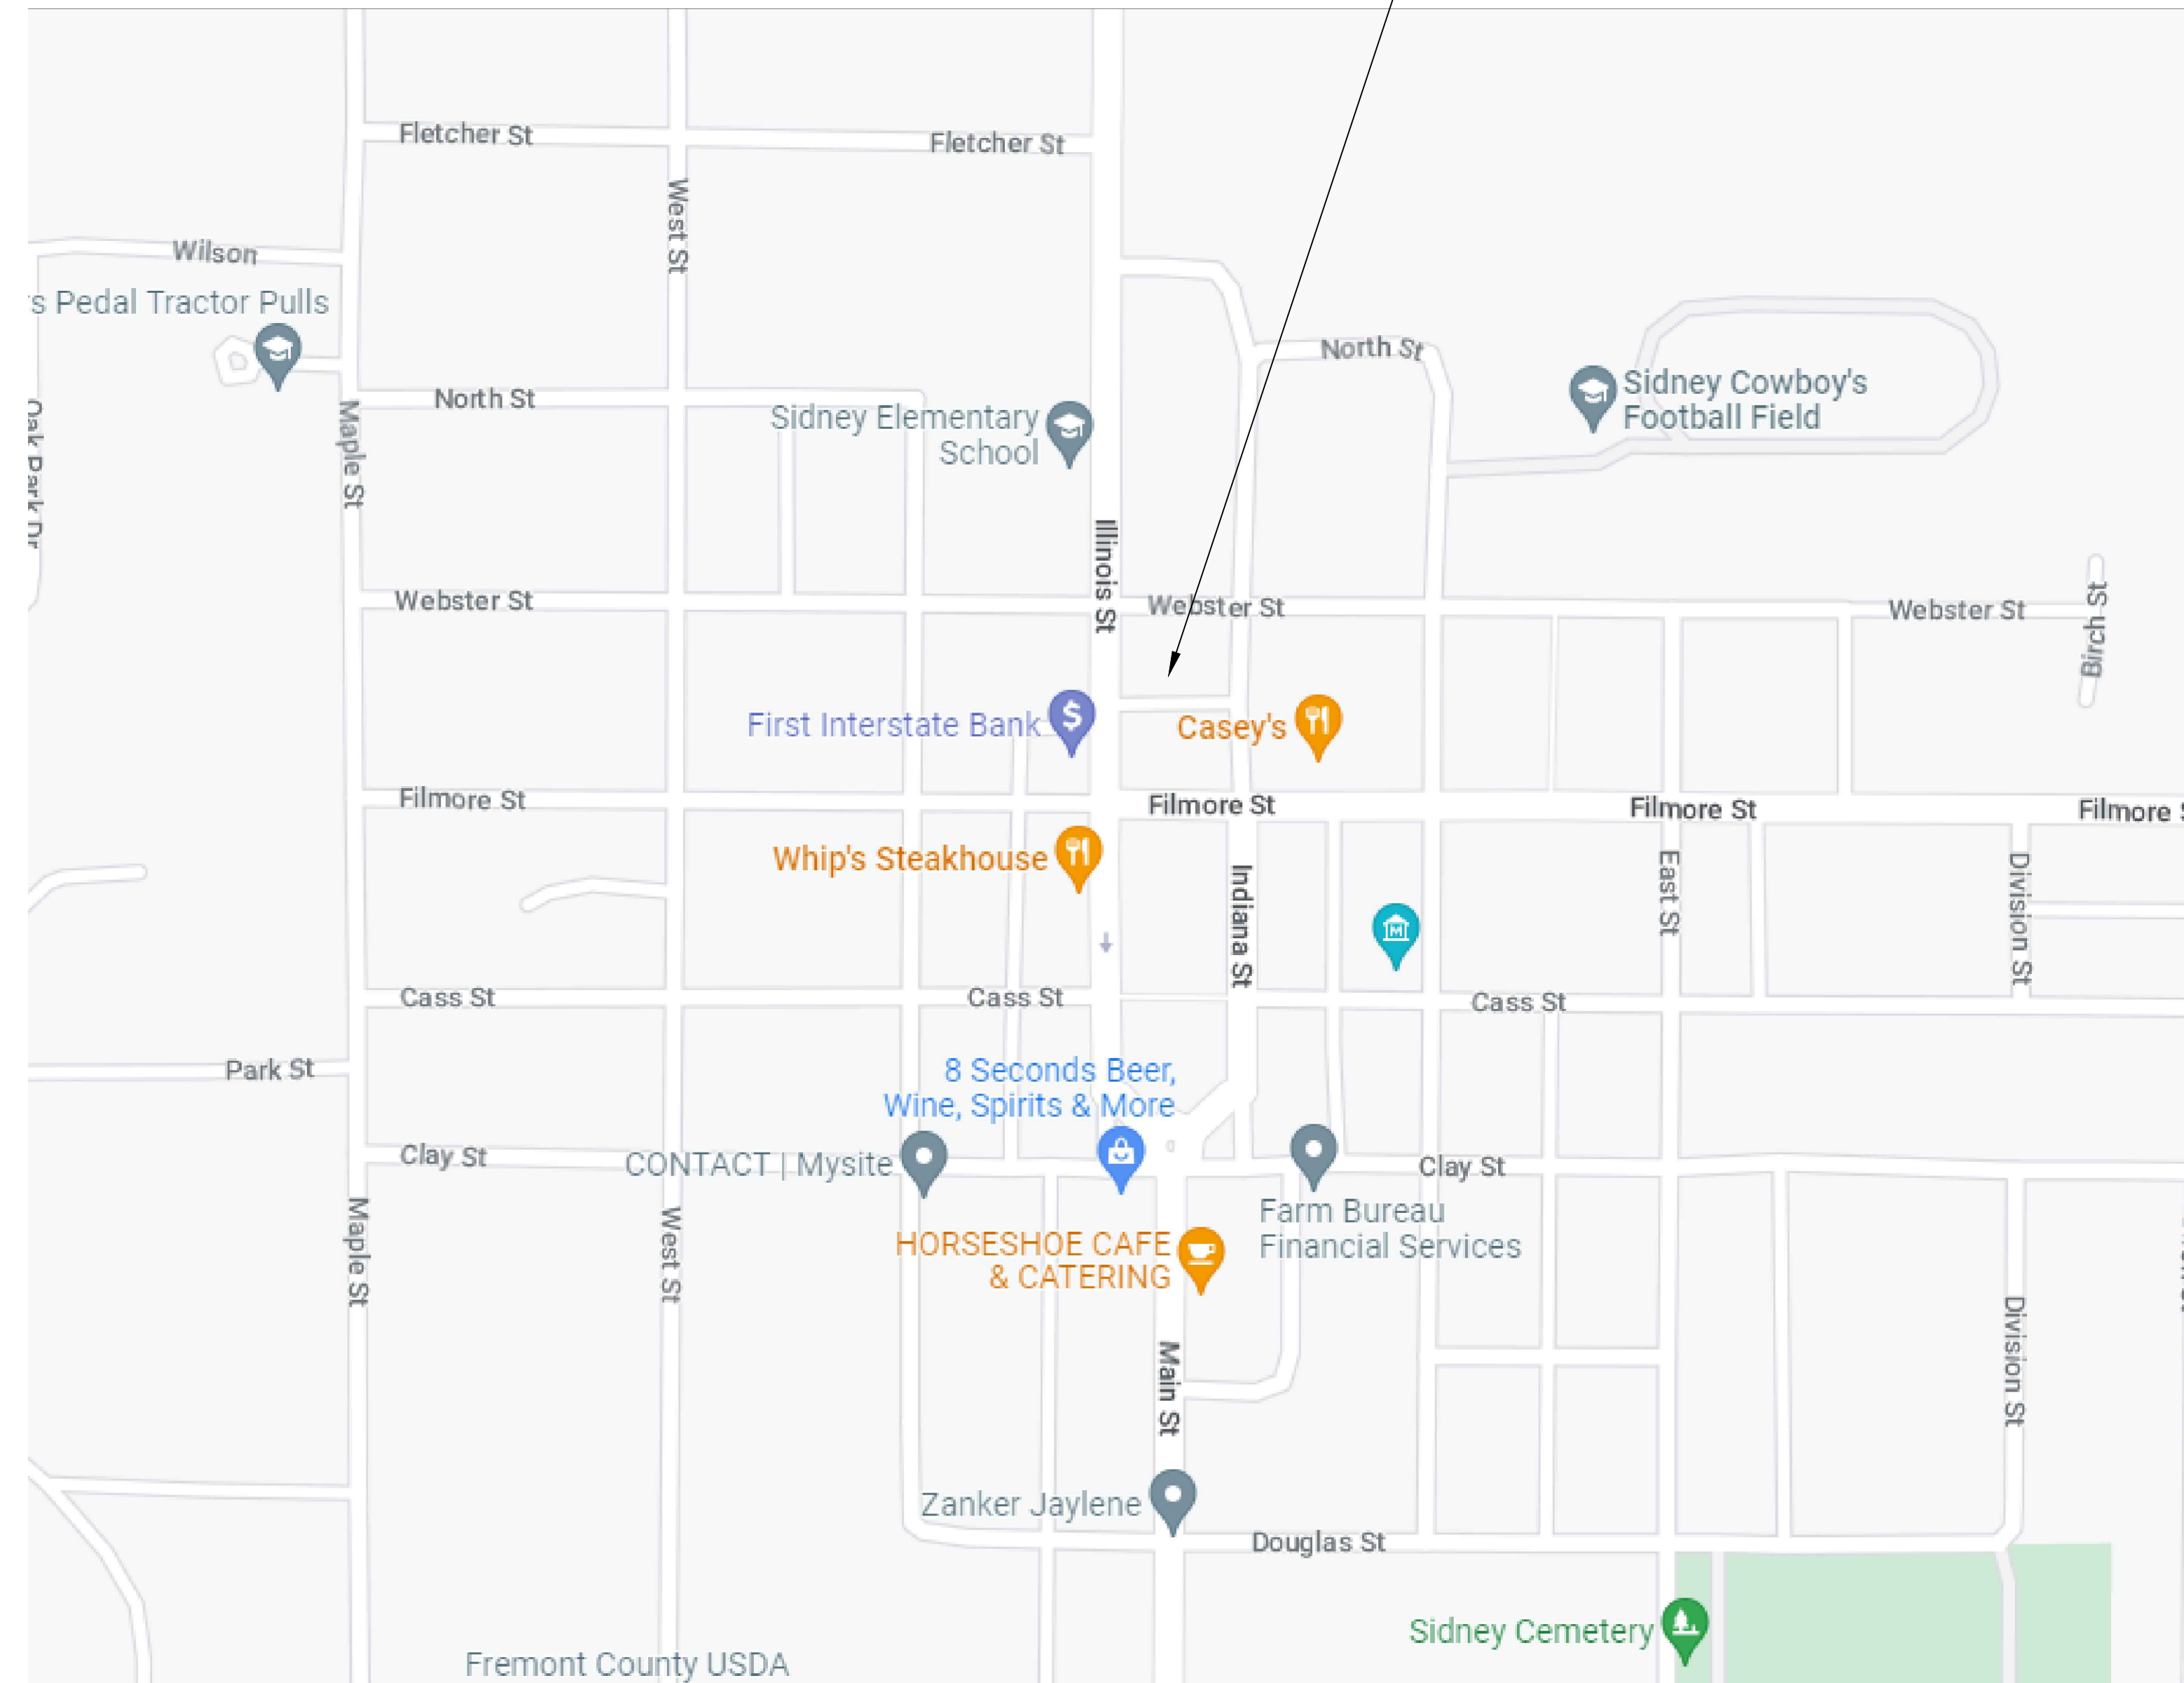 Fletcher St
Fletcher St
West St
Wilson
s Pedal Tractor Pulls
North St
Sidney Cowboy's
Football Field
North St
Sidney Elementary
School
Oak Park Dr
Maple St
Illinois St
Webster St
Webster St
Webster St
Birch St
First Interstate Bank
Casey's
Filmore St
Filmore St
Filmore St
Filmore S
Whip's Steakhouse
Indiana St
East St
Division St
Cass St
Cass St
Cass St
Park St
8 Seconds Beer,
Wine, Spirits & More
Clay St
CONTACT | Mysite
Clay St
Farm Bureau
Financial Services
Maple St
West St
HORSESHOE CAFE
& CATERING
Main St
Division St
Zanker Jaylene
Douglas St
Sidney Cemetery
Fremont County USDA